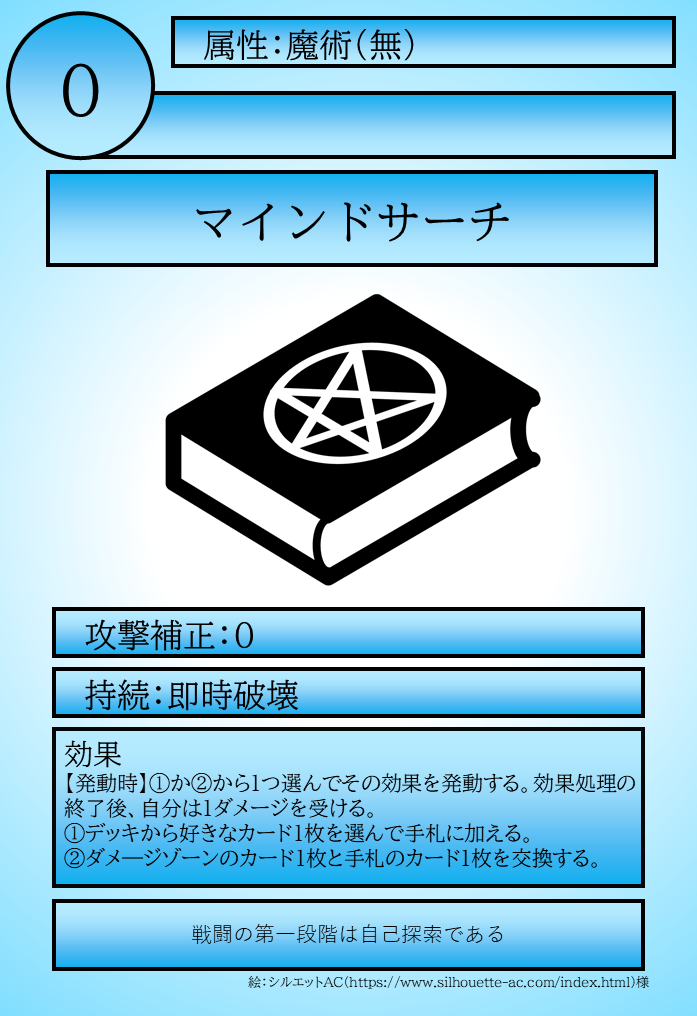 0
属性：魔術（無）
マインドサーチ
攻撃補正：0
持続：即時破壊
効果
【発動時】①か②から1つ選んでその効果を発動する。効果処理の
終了後、自分は1ダメージを受ける。
①デッキから好きなカード1枚を選んで手札に加える。
②ダメージゾーンのカード1枚と手札のカード1枚を交換する。
戦闘の第一段階は自己探索である
絵：シルエットAC（https://www.silhouette-ac.com/index.html）様